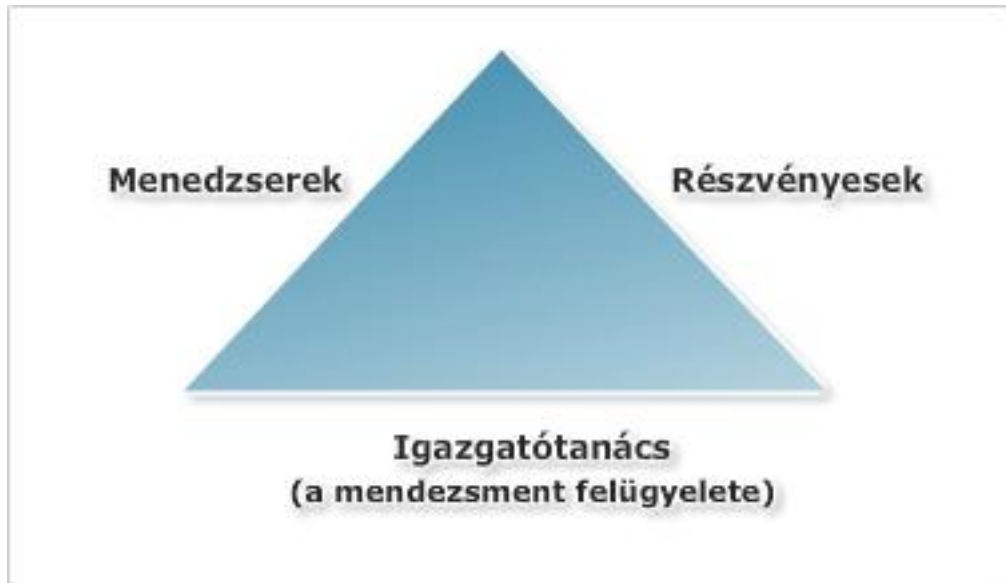 Menedzserek
Részvényesek
Igazgatótanács
(a mendezsment felügyelete)